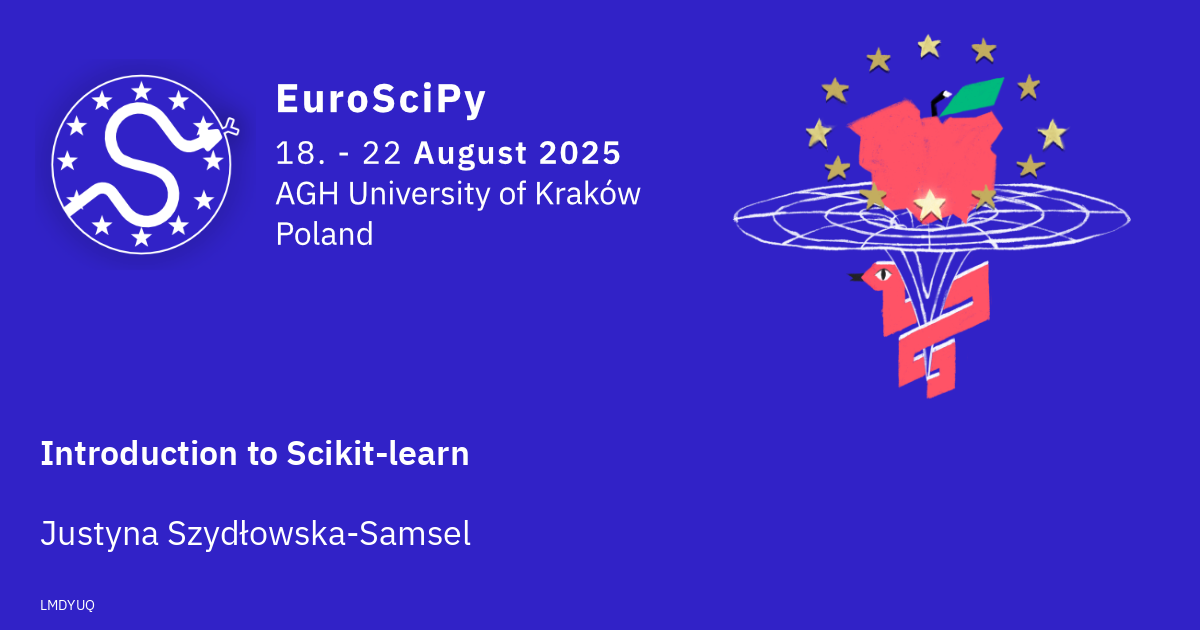 EuroSciPy
18. - 22 August 2025
AGH University of Kraków
Poland
Introduction to Scikit-learn
Justyna Szydłowska-Samsel
LMDYUQ